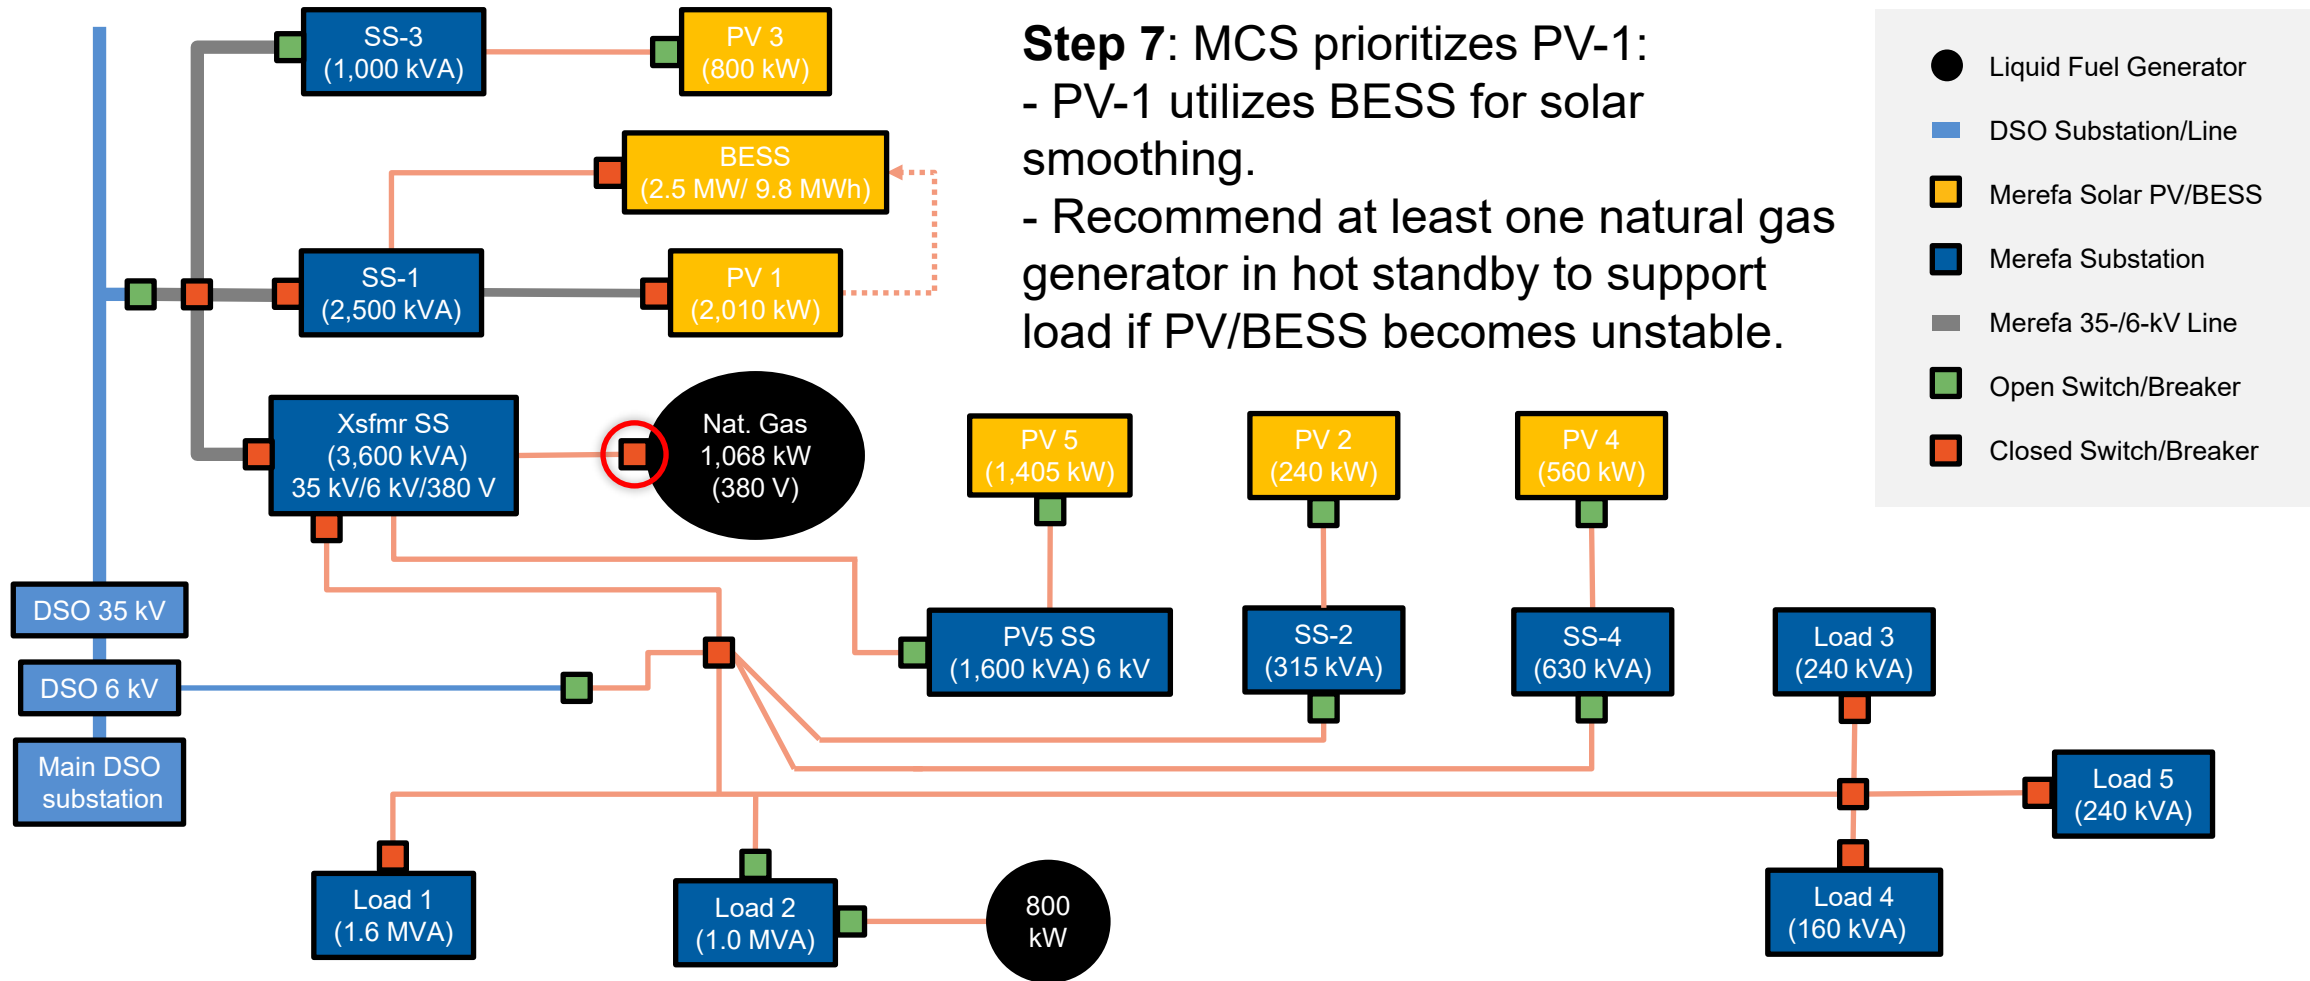 SS-3
(1,000 kVA)
PV 3
(800 kW)
BESS
(2.5 MW/ 9.8 MWh)
SS-1
(2,500 kVA)
PV 1
(2,010 kW)
Step 7: MCS prioritizes PV-1:
- PV-1 utilizes BESS for solar
smoothing.
- Recommend at least one natural gas
generator in hot standby to support
load if PV/BESS becomes unstable.
Liquid Fuel Generator
DSO Substation/Line
Merefa Solar PV/BESS
Merefa Substation
Merefa 35-/6-kV Line
Open Switch/Breaker
Closed Switch/Breaker
Xsfmr SS
(3,600 kVA)
35 kV/6 kV/380 V
Nat. Gas
1,068 kW
(380 V)
PV 5
(1,405 kW)
PV 2
(240 kW)
PV 4
(560 kW)
DSO 35 kV
DSO 6 kV
Main DSO
substation
PV5 SS
(1,600 kVA) 6 kV
SS-2
(315 kVA)
SS-4
(630 kVA)
Load 3
(240 kVA)
Load 5
(240 kVA)
Load 1
(1.6 MVA)
Load 2
(1.0 MVA)
800
kW
Load 4
(160 kVA)